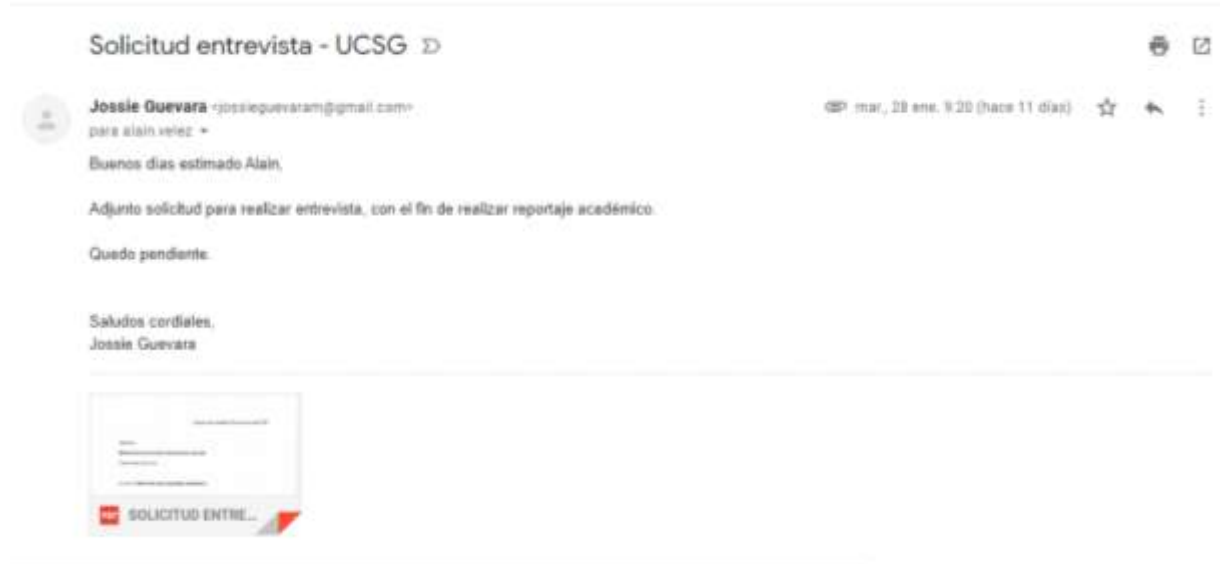 Solicitud entrevista - UCSG
Jossie Guevara <jossieguevaram@gmail.com>
mar., 28 ene. 9:20 (hace 11 días)
para alain.velez
Buenos días estimado Alain,
Adjunto solicitud para realizar entrevista, con el fin de realizar reportaje académico.
Quedo pendiente.
Saludos cordiales,
Jossie Guevara
SOLICITUD ENTRE...